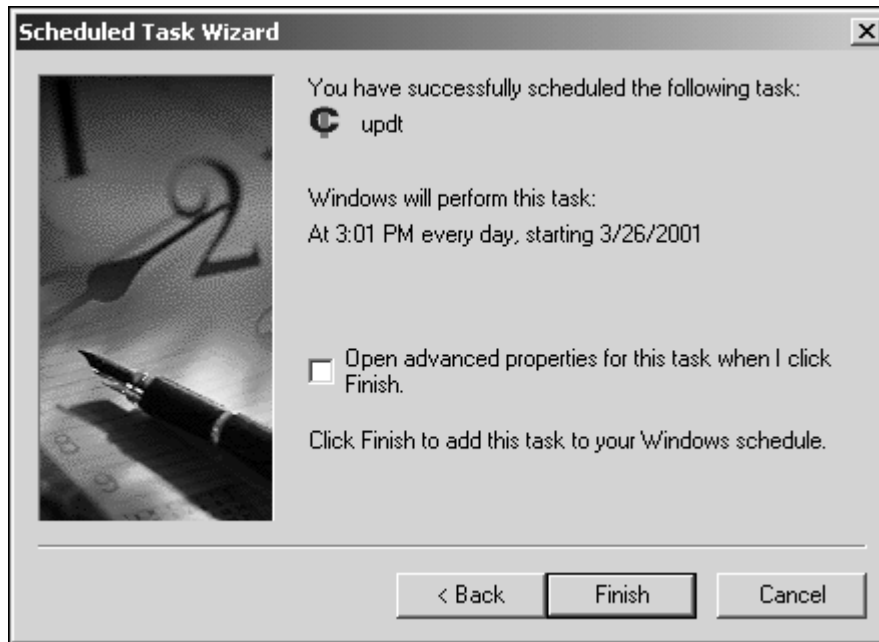 Scheduled Task Wizard
You have successfully scheduled the following task:
updt
Windows will perform this task:
At 3:01 PM every day, starting 3/26/2001
Open advanced properties for this task when I click
Finish.
Click Finish to add this task to your Windows schedule.
< Back
Finish
Cancel